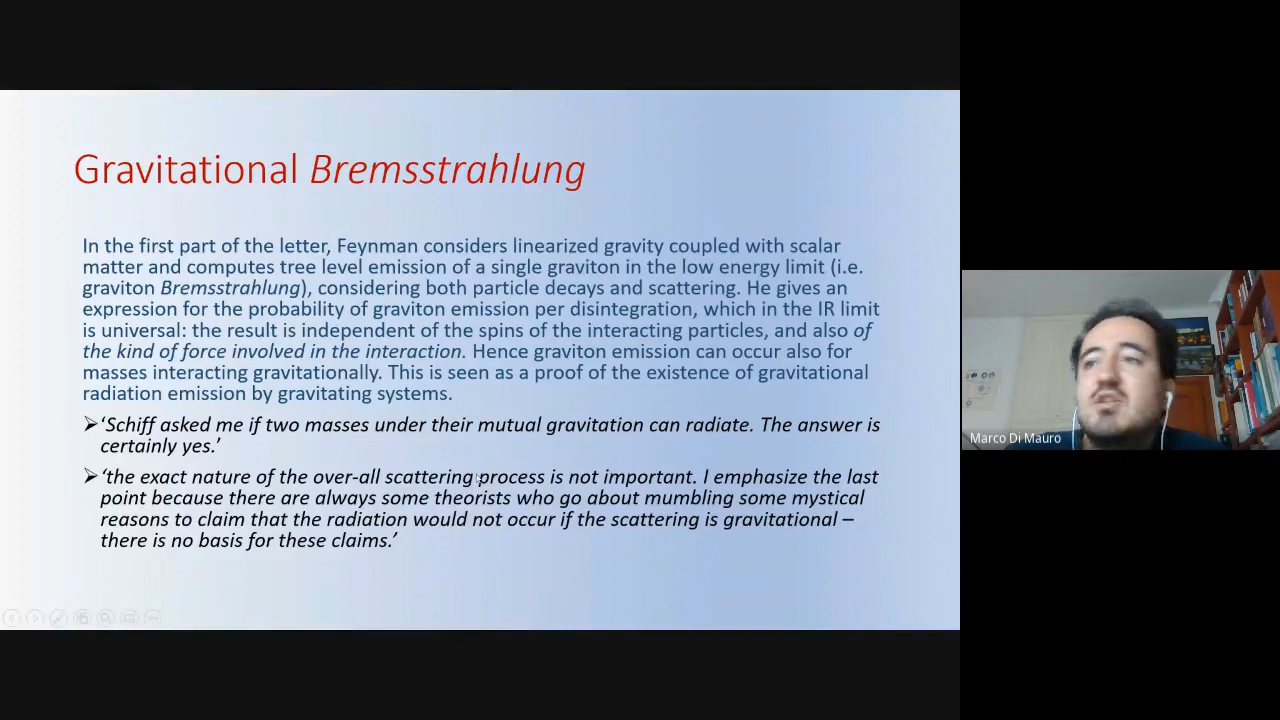 Gravitational Bremsstrahlung
In the first part of the letter, Feynman considers linearized gravity coupled with scalar
matter and computes tree level emission of a single graviton in the low energy limit (i.e.
graviton Bremsstrahlung), considering both particle decays and scattering. He gives an
expression for the probability of graviton emission per disintegration, which in the IR limit
is universal: the result is independent of the spins of the interacting particles, and also of
the kind of force involved in the interaction. Hence graviton emission can occur also for
masses interacting gravitationally. This is seen as a proof of the existence of gravitational
radiation emission by gravitating systems.
‘Schiff asked me if two masses under their mutual gravitation can radiate. The answer is
certainly yes.’
‘the exact nature of the over-all scattering process is not important. I emphasize the last
point because there are always some theorists who go about mumbling some mystical
reasons to claim that the radiation would not occur if the scattering is gravitational –
there is no basis for these claims.’
Marco Di Mauro